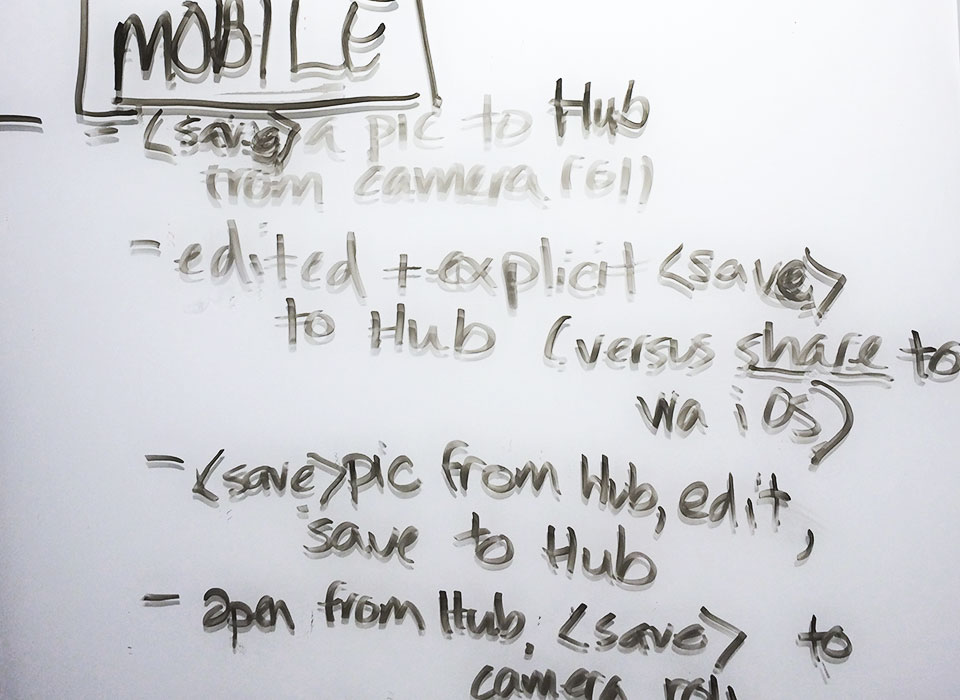 MOBILE
- <save> a pic to Hub
from camera roll)
- edited + explicit <save>
to Hub (versus share to
via iOS)
- <save> pic from Hub, edit,
save to Hub
- open from Hub, <save> to
camera roll